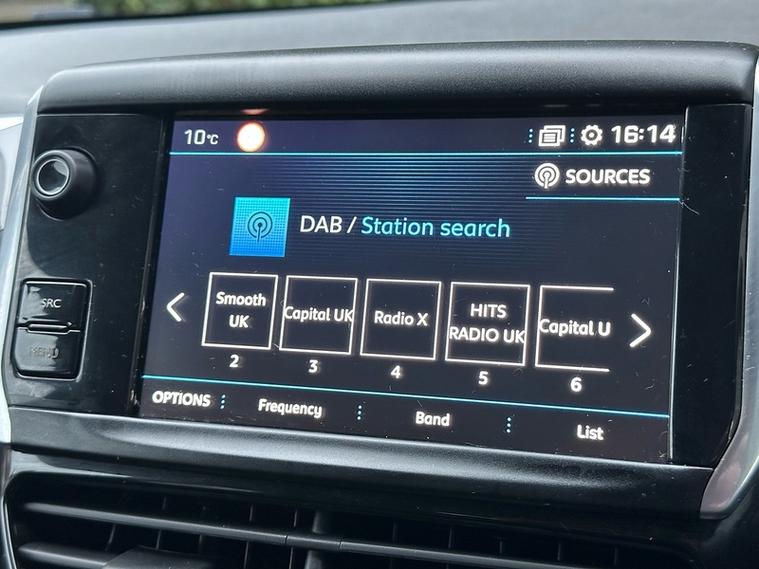 10°C
16:14
SOURCES
DAB / Station search
Smooth
UK
Capital UK
Radio X
HITS
RADIO UK
Capital U
2
3
4
5
6
OPTIONS
Frequency
Band
List
SRC
MENU